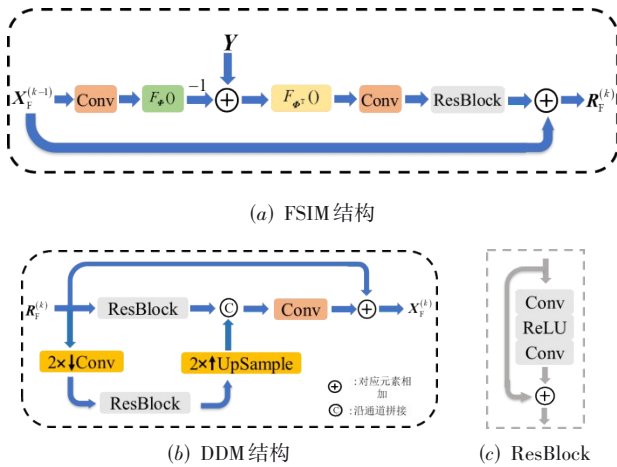 Y
X_F^(k-1) Conv F_Φ() -1 + F_Φ^T() Conv ResBlock + R_F^(k)
(a) FSIM结构
R_F^(k) ResBlock C Conv + X_F^(k)
2×↓Conv 2×↑UpSample
ResBlock
+ :对应元素相
加
C :沿通道拼接
(b) DDM结构
Conv
ReLU
Conv
+
(c) ResBlock